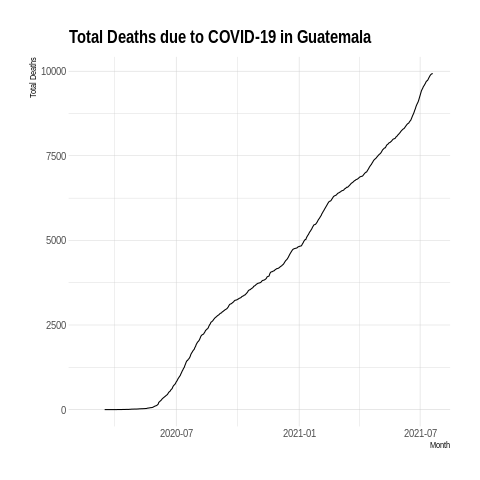 Total Deaths due to COVID-19 in Guatemala
Total Deaths
10000
7500
5000
2500
0
2020-07
2021-01
2021-07
Month